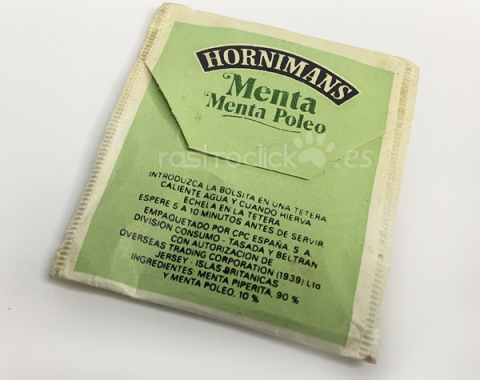 HORNIMANS
Menta
Menta Poleo
rastroclick.es
INTRODUZCA LA BOLSITA EN UNA TETERA
CALIENTE AGUA Y CUANDO HIERVA
ECHELA EN LA TETERA
ESPERE 5 A 10 MINUTOS ANTES DE SERVIR
EMPAQUETADO POR CPC ESPAÑA, S. A.
DIVISION CONSUMO - TASADA Y BELTRAN
CON AUTORIZACION DE
OVERSEAS TRADING CORPORATION (1939) Ltd
JERSEY - ISLAS BRITANICAS
INGREDIENTES: MENTA PIPERITA, 90 %
Y MENTA POLEO, 10 %